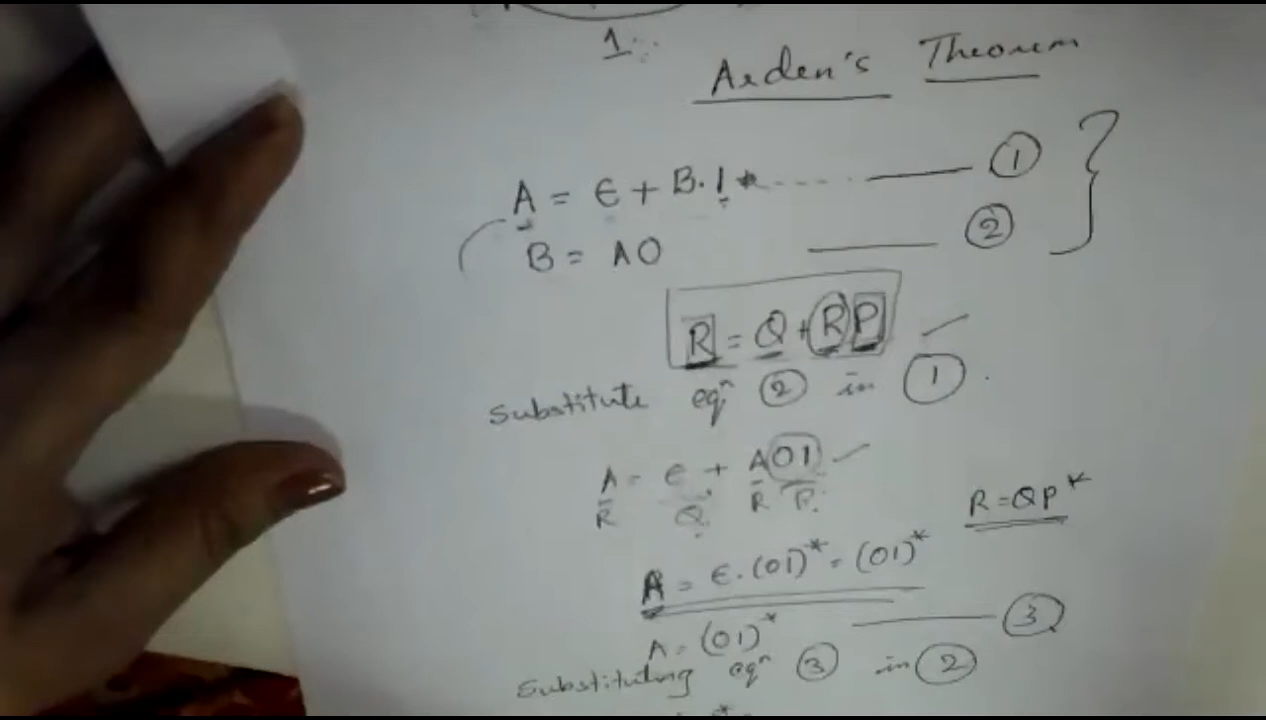 1
Arden's Theorem
A = ϵ + B.1 ①
B = A0 ②
R = Q + RP ✓
Substitute eqⁿ ② in ① .
A = ϵ + A01 ✓
R Q R P
R = QP*
A = ϵ.(01)* = (01)*
A = (01)* ③
Substituting eqⁿ ③ in ②